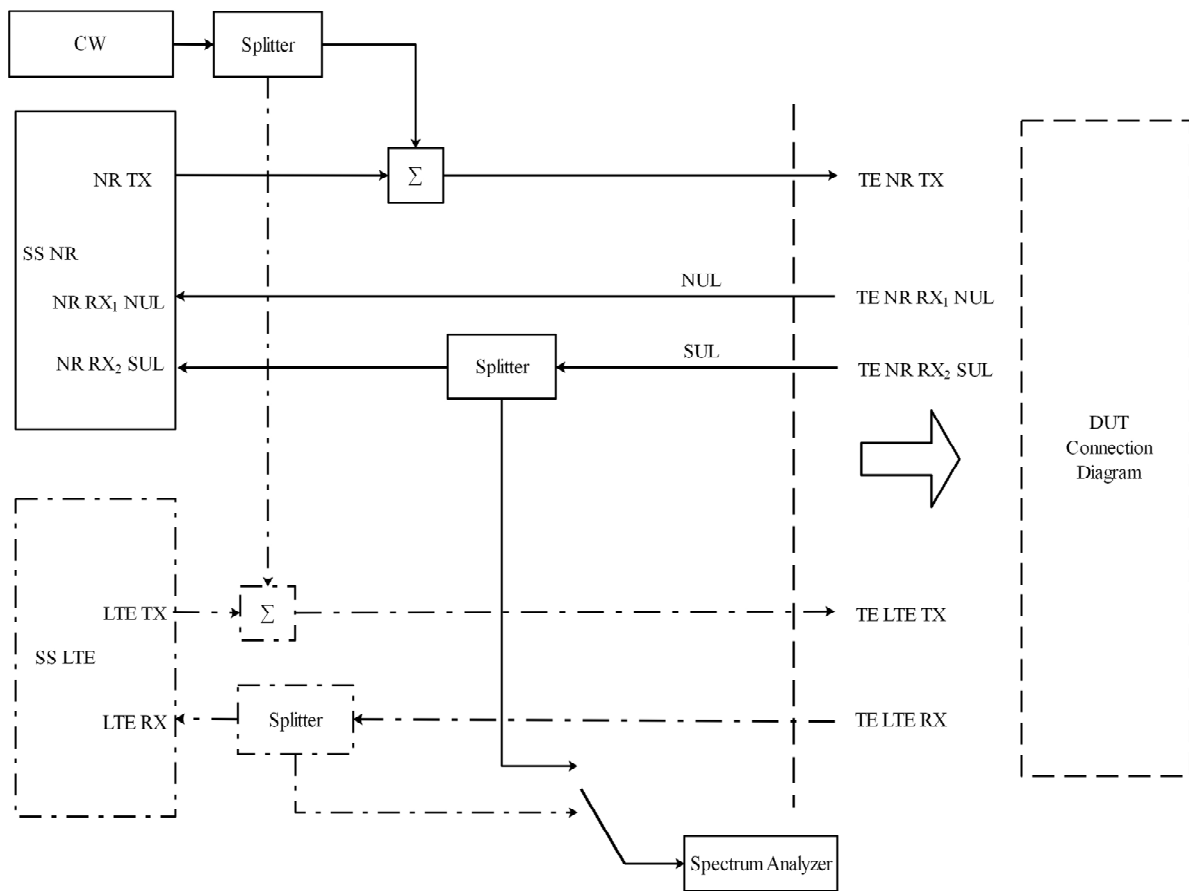 CW
Splitter
NR TX
Σ
TE NR TX
SS NR
NUL
NR RX₁ NUL
TE NR RX₁ NUL
SUL
NR RX₂ SUL
Splitter
TE NR RX₂ SUL
DUT
Connection
Diagram
LTE TX
Σ
TE LTE TX
SS LTE
LTE RX
Splitter
TE LTE RX
Spectrum Analyzer